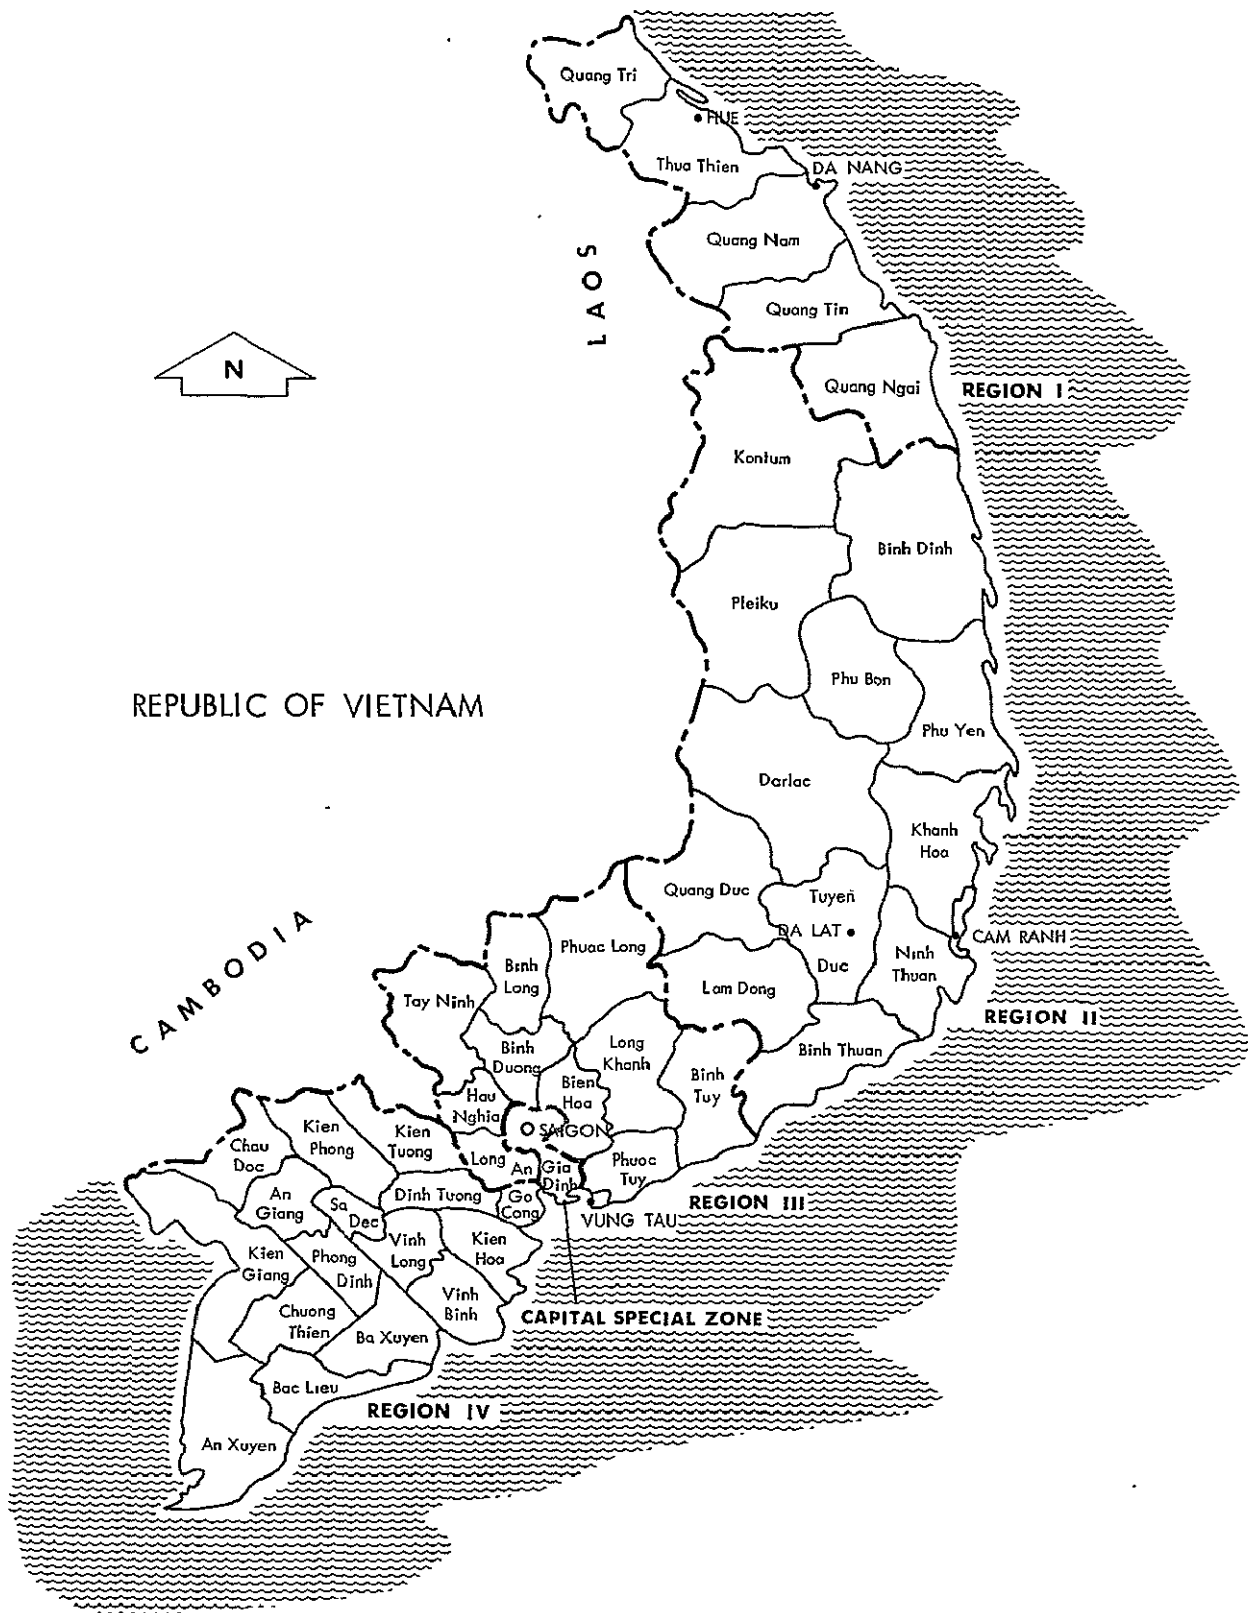 Quang Tri
HUE
Thua Thien
DA NANG
Quang Nam
LAOS
Quang Tin
N
Quang Ngai
REGION I
Kontum
Binh Dinh
Pleiku
Phu Bon
REPUBLIC OF VIETNAM
Phu Yen
Darlac
Khanh
Hoa
Quang Duc
Tuyen
DA LAT
Duc
CAM RANH
Ninh
Thuan
CAMBODIA
Phuoc Long
Binh
Long
Tay Ninh
Lam Dong
REGION II
Binh
Duong
Long
Khanh
Binh Thuan
Binh
Tuy
Bien
Hoa
Hau
Nghia
SAIGON
Kien
Phong
Kien
Tuong
Chau
Doc
Long An
Gia
Dinh
Phuoc
Tuy
An
Giang
Sa
Dec
Dinh Tuong
Go
Cong
REGION III
VUNG TAU
Kien
Giang
Phong
Dinh
Vinh
Long
Kien
Hoa
Vinh
Binh
CAPITAL SPECIAL ZONE
Chuong
Thien
Ba Xuyen
Bac Lieu
REGION IV
An Xuyen